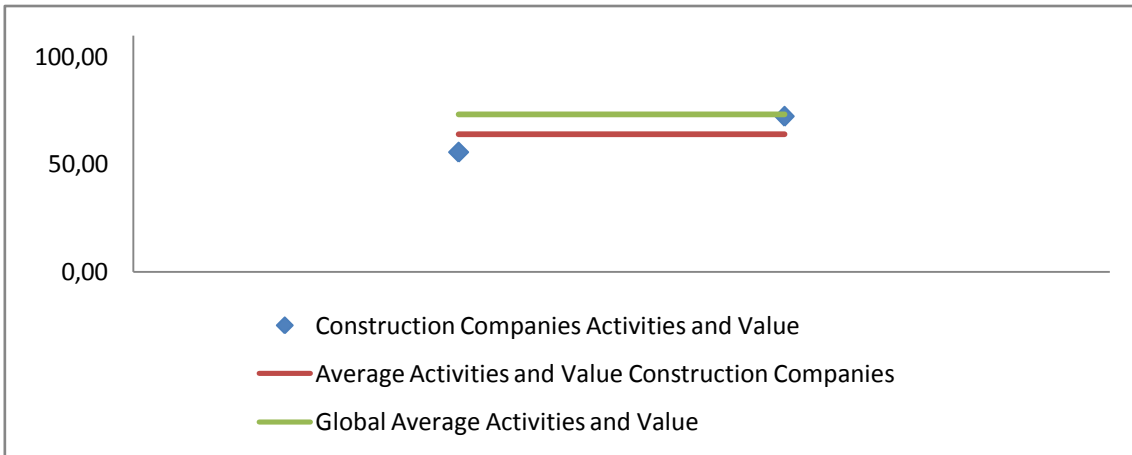 100,00
50,00
0,00
Construction Companies Activities and Value
Average Activities and Value Construction Companies
Global Average Activities and Value